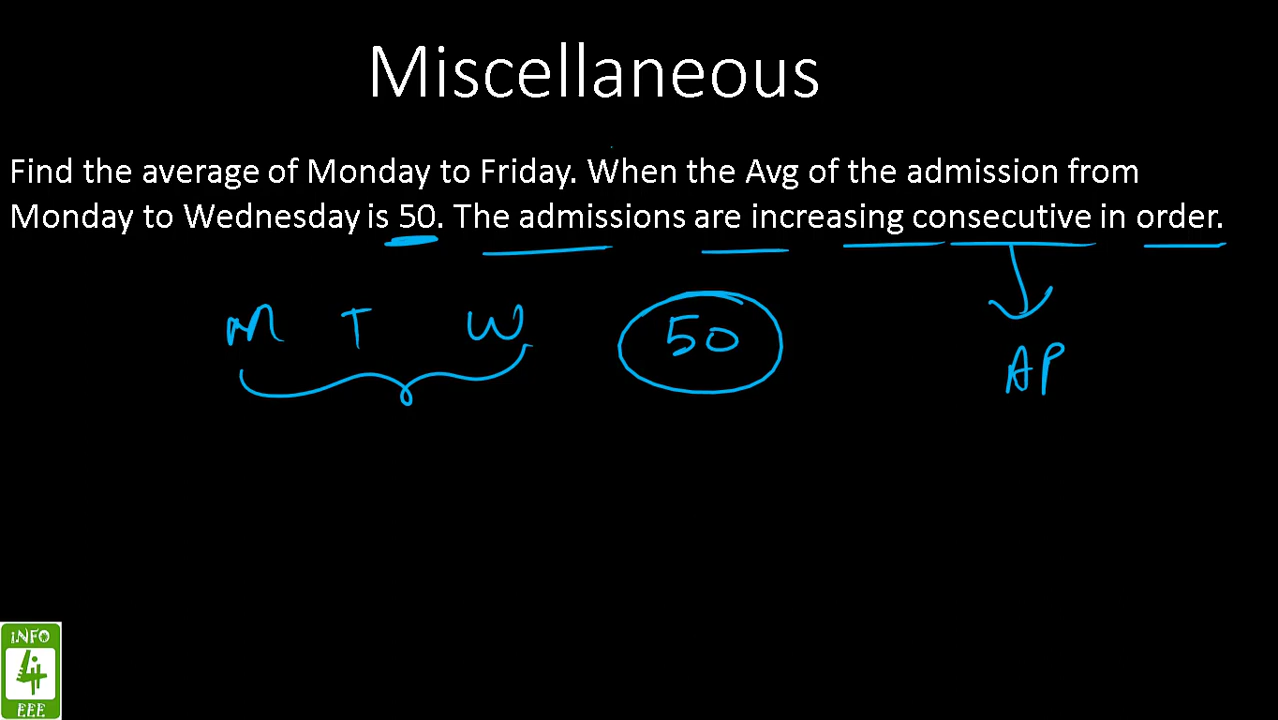 Miscellaneous
Find the average of Monday to Friday. When the Avg of the admission from
Monday to Wednesday is 50. The admissions are increasing consecutive in order.
M T W 50
AP
iNFO
4
EEE